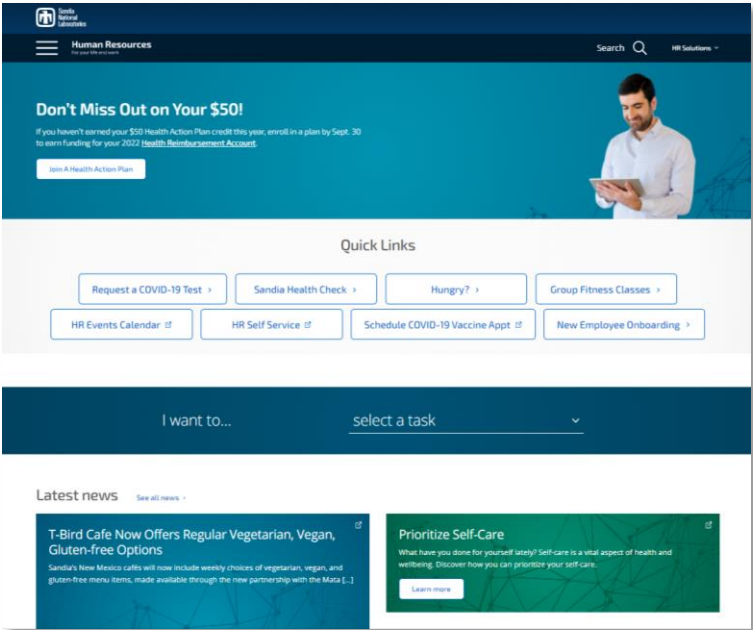 Sandia
National
Laboratories
Human Resources
For your life and work
Search
HR Solutions
Don't Miss Out on Your $50!
If you haven't earned your $50 Health Action Plan credit this year, enroll in a plan by Sept. 30
to earn funding for your 2022 Health Reimbursement Account.
Join A Health Action Plan
Quick Links
Request a COVID-19 Test ›
Sandia Health Check ›
Hungry? ›
Group Fitness Classes ›
HR Events Calendar
HR Self Service
Schedule COVID-19 Vaccine Appt
New Employee Onboarding ›
I want to...
select a task
Latest news
See all news ›
T-Bird Cafe Now Offers Regular Vegetarian, Vegan,
Gluten-free Options
Sandia's New Mexico cafés will now include weekly choices of vegetarian, vegan, and
gluten-free menu items, made available through the new partnership with the Mata [...]
Prioritize Self-Care
What have you done for yourself lately? Self-care is a vital aspect of health and
wellbeing. Discover how you can prioritize your self-care.
Learn more